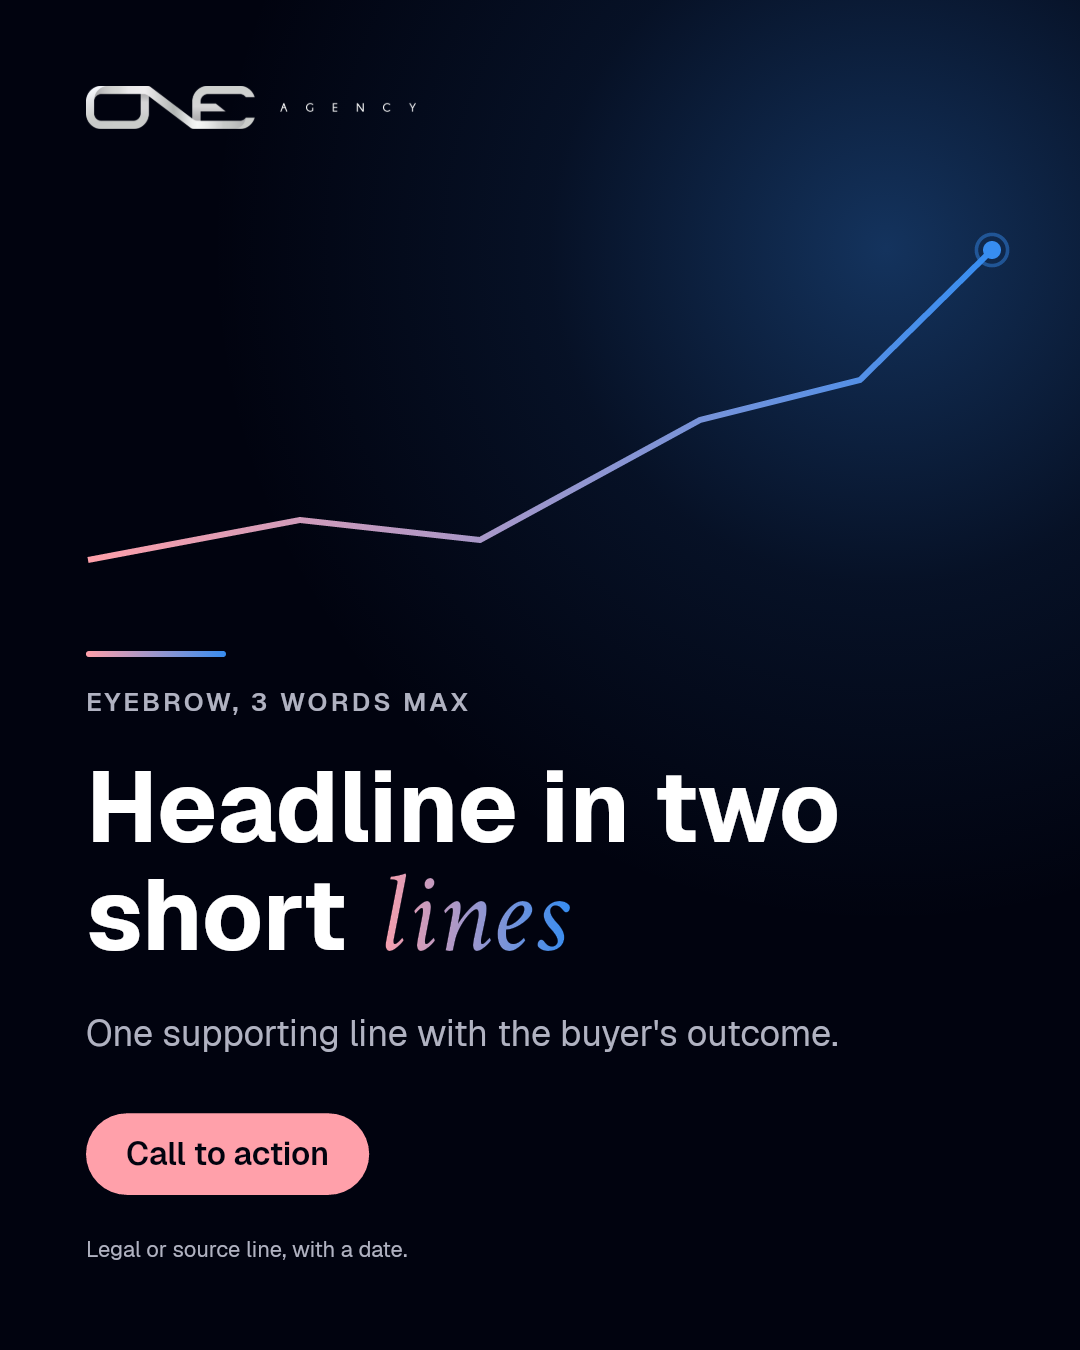 ONE AGENCY
EYEBROW, 3 WORDS MAX
Headline in two
short lines
One supporting line with the buyer's outcome.
Call to action
Legal or source line, with a date.